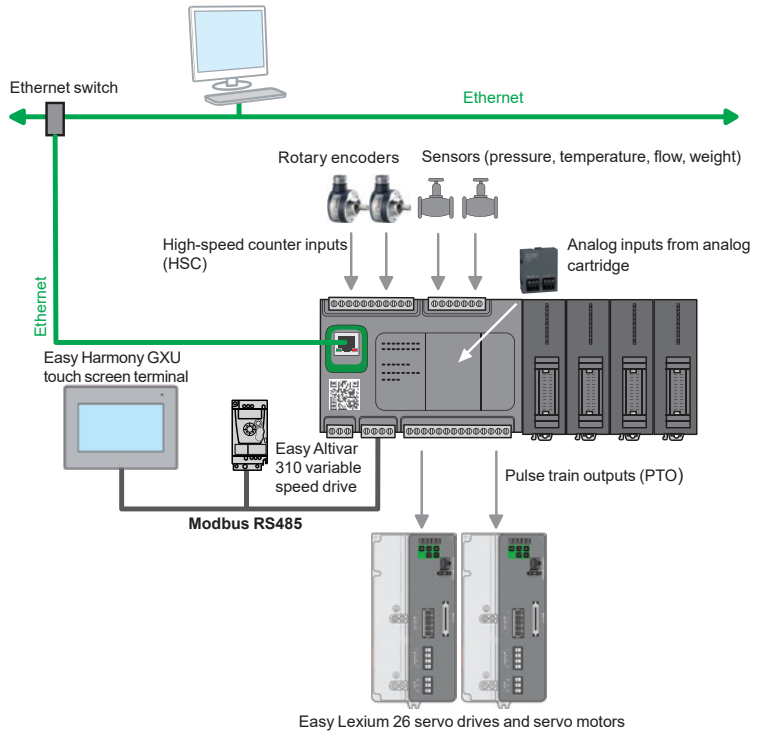 Ethernet switch
Ethernet
Rotary encoders
Sensors (pressure, temperature, flow, weight)
High-speed counter inputs
(HSC)
Analog inputs from analog
cartridge
Ethernet
Easy Harmony GXU
touch screen terminal
Easy Altivar
310 variable
speed drive
Pulse train outputs (PTO)
Modbus RS485
Easy Lexium 26 servo drives and servo motors